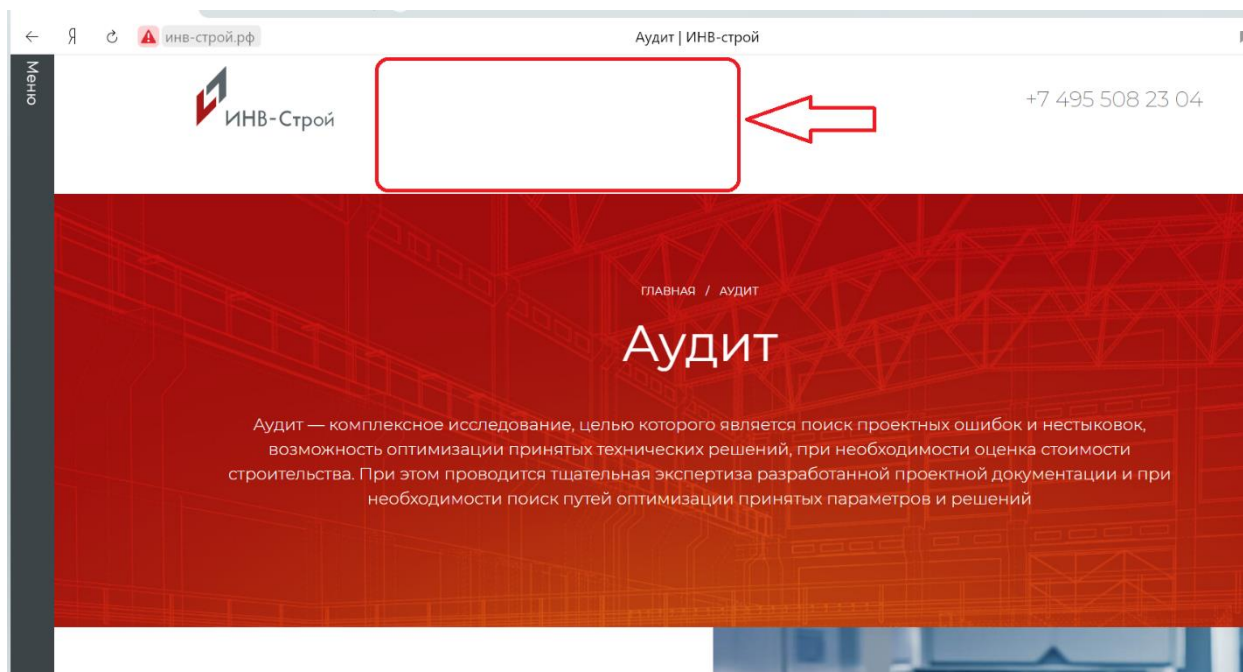 Я
инв-строй.рф
Аудит | ИНВ-строй
Меню
ИНВ-Строй
+7 495 508 23 04
ГЛАВНАЯ / АУДИТ
Аудит
Аудит — комплексное исследование, целью которого является поиск проектных ошибок и нестыковок,
возможность оптимизации принятых технических решений, при необходимости оценка стоимости
строительства. При этом проводится тщательная экспертиза разработанной проектной документации и при
необходимости поиск путей оптимизации принятых параметров и решений